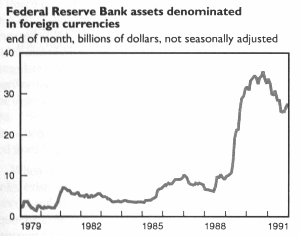 Federal Reserve Bank assets denominated
in foreign currencies
end of month, billions of dollars, not seasonally adjusted
40
30
20
10
0
1979 1982 1985 1988 1991